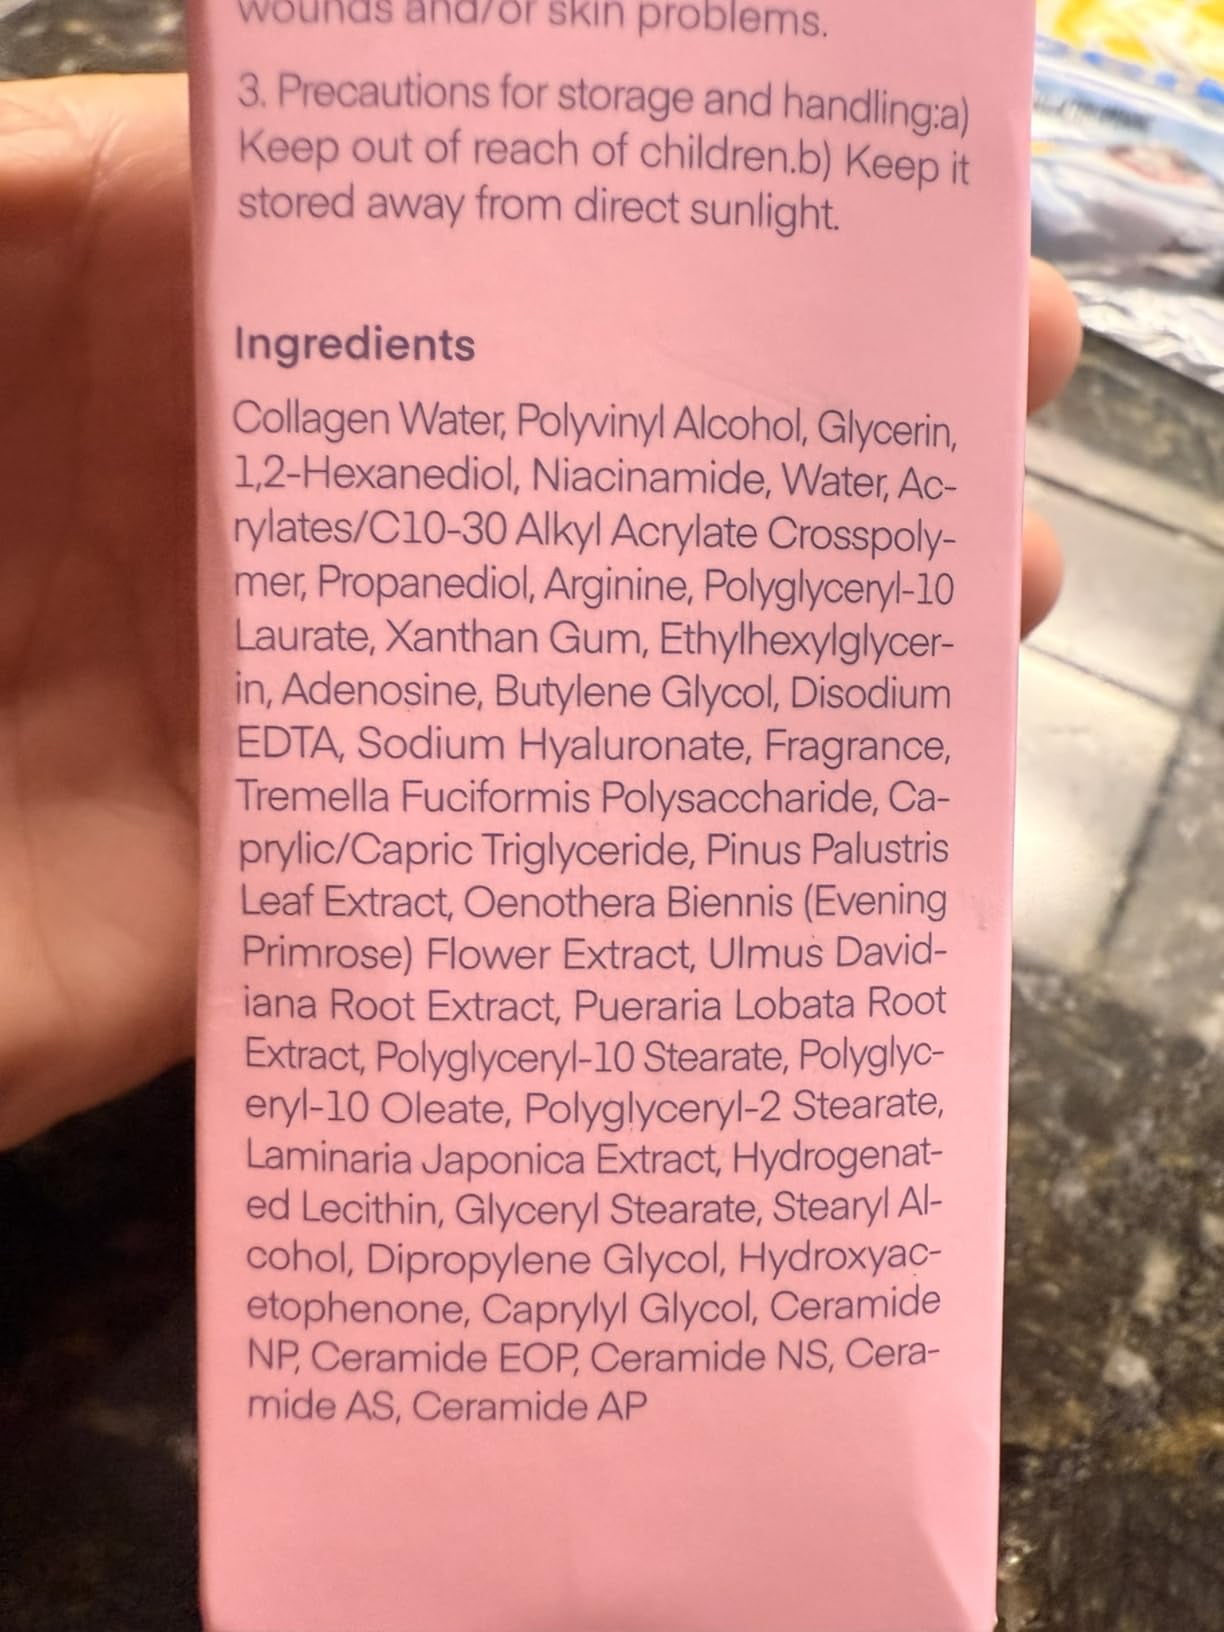 wounds and/or skin problems.
3. Precautions for storage and handling:a)
Keep out of reach of children.b) Keep it
stored away from direct sunlight.
Ingredients
Collagen Water, Polyvinyl Alcohol, Glycerin,
1,2-Hexanediol, Niacinamide, Water, Ac-
rylates/C10-30 Alkyl Acrylate Crosspoly-
mer, Propanediol, Arginine, Polyglyceryl-10
Laurate, Xanthan Gum, Ethylhexylglycer-
in, Adenosine, Butylene Glycol, Disodium
EDTA, Sodium Hyaluronate, Fragrance,
Tremella Fuciformis Polysaccharide, Ca-
prylic/Capric Triglyceride, Pinus Palustris
Leaf Extract, Oenothera Biennis (Evening
Primrose) Flower Extract, Ulmus David-
iana Root Extract, Pueraria Lobata Root
Extract, Polyglyceryl-10 Stearate, Polyglyc-
eryl-10 Oleate, Polyglyceryl-2 Stearate,
Laminaria Japonica Extract, Hydrogenat-
ed Lecithin, Glyceryl Stearate, Stearyl Al-
cohol, Dipropylene Glycol, Hydroxyac-
etophenone, Caprylyl Glycol, Ceramide
NP, Ceramide EOP, Ceramide NS, Cera-
mide AS, Ceramide AP